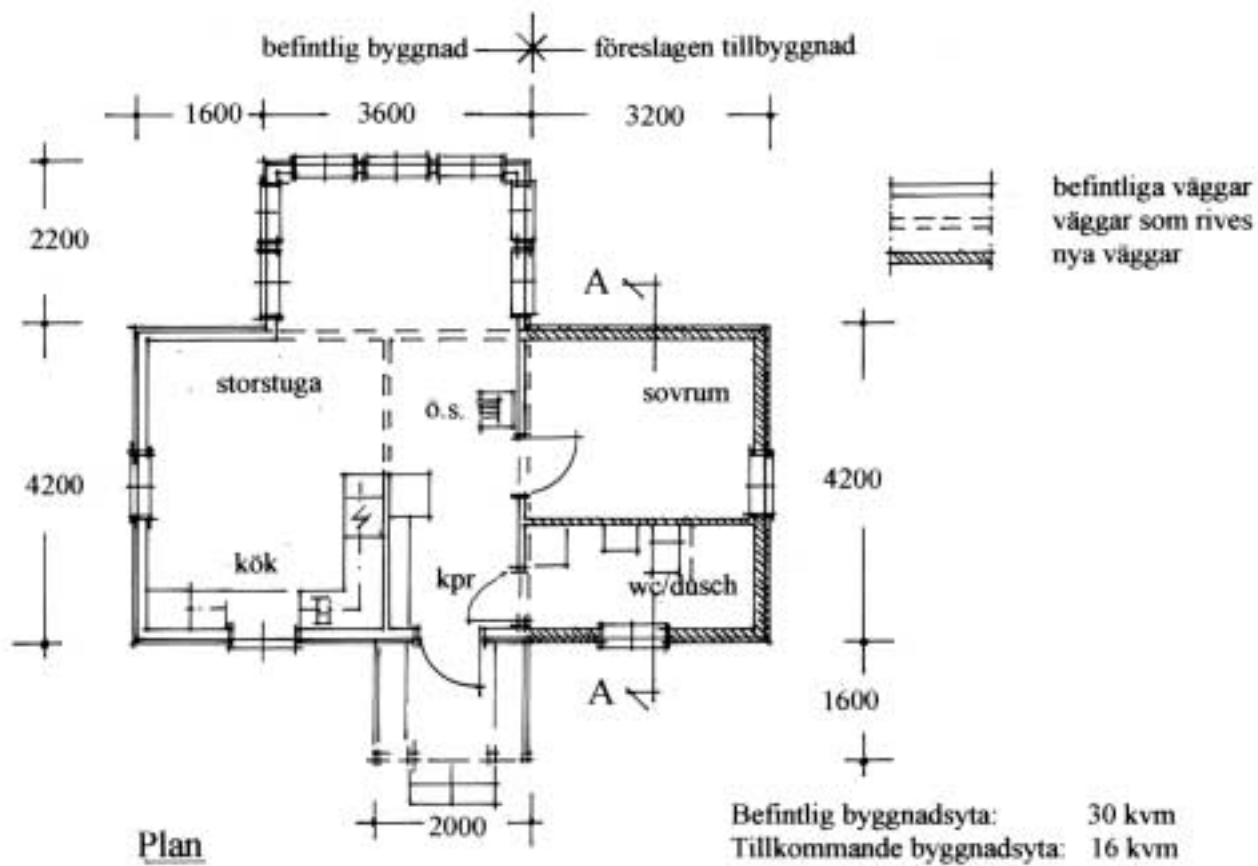 befintlig byggnad föreslagen tillbyggnad
1600 3600 3200
befintliga väggar
väggar som rives
nya väggar
2200
A
storstuga
ö.s.
sovrum
4200
4200
kök
kpr
wc/dusch
A
1600
2000
Plan
Befintlig byggnadsyta: 30 kvm
Tillkommande byggnadsyta: 16 kvm